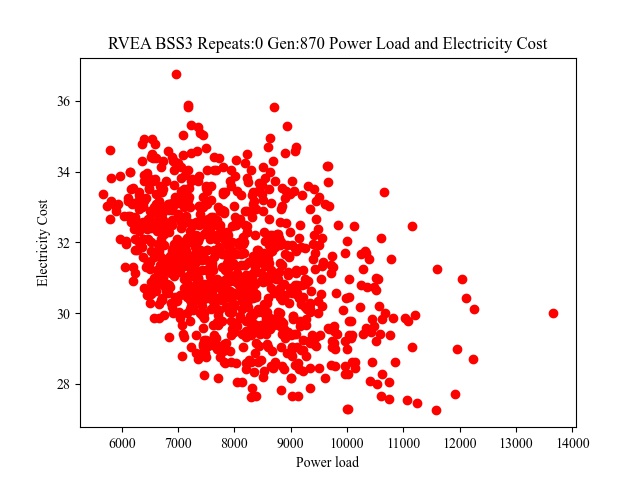 RVEA BSS3 Repeats:0 Gen:870 Power Load and Electricity Cost
Electricity Cost
36
34
32
30
28
6000 7000 8000 9000 10000 11000 12000 13000 14000
Power load